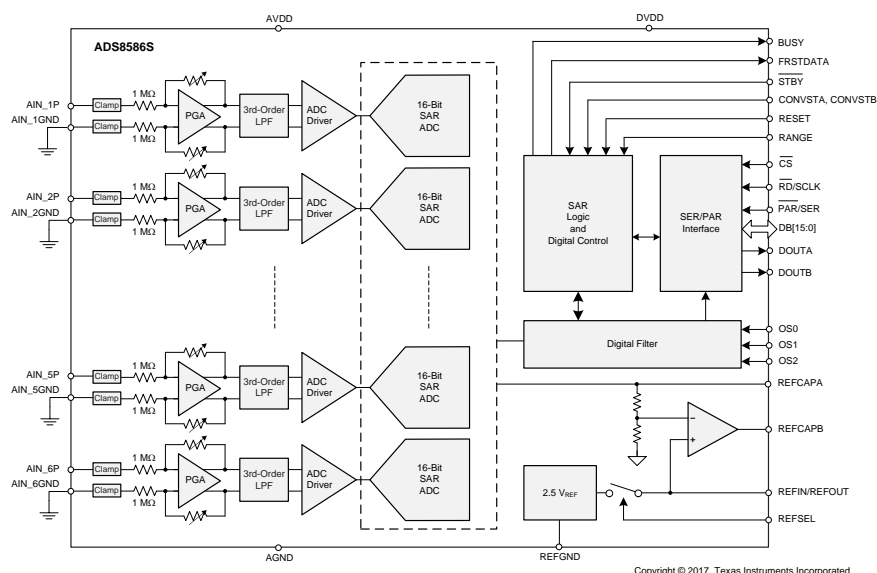 AVDD
DVDD
ADS8586S
BUSY
FRSTDATA
STBY
CONVSTA, CONVSTB
RESET
RANGE
CS
RD/SCLK
PAR/SER
DB[15:0]
DOUTA
DOUTB
OS0
OS1
OS2
REFCAPA
REFCAPB
REFIN/REFOUT
REFSEL
AIN_1P
AIN_1GND
Clamp
Clamp
1 MΩ
1 MΩ
PGA
3rd-Order
LPF
ADC
Driver
16-Bit
SAR
ADC
AIN_2P
AIN_2GND
Clamp
Clamp
1 MΩ
1 MΩ
PGA
3rd-Order
LPF
ADC
Driver
16-Bit
SAR
ADC
AIN_5P
AIN_5GND
Clamp
Clamp
1 MΩ
1 MΩ
PGA
3rd-Order
LPF
ADC
Driver
16-Bit
SAR
ADC
AIN_6P
AIN_6GND
Clamp
Clamp
1 MΩ
1 MΩ
PGA
3rd-Order
LPF
ADC
Driver
16-Bit
SAR
ADC
SAR
Logic
and
Digital Control
SER/PAR
Interface
Digital Filter
2.5 VREF
−
+
AGND
REFGND
Copyright © 2017, Texas Instruments Incorporated